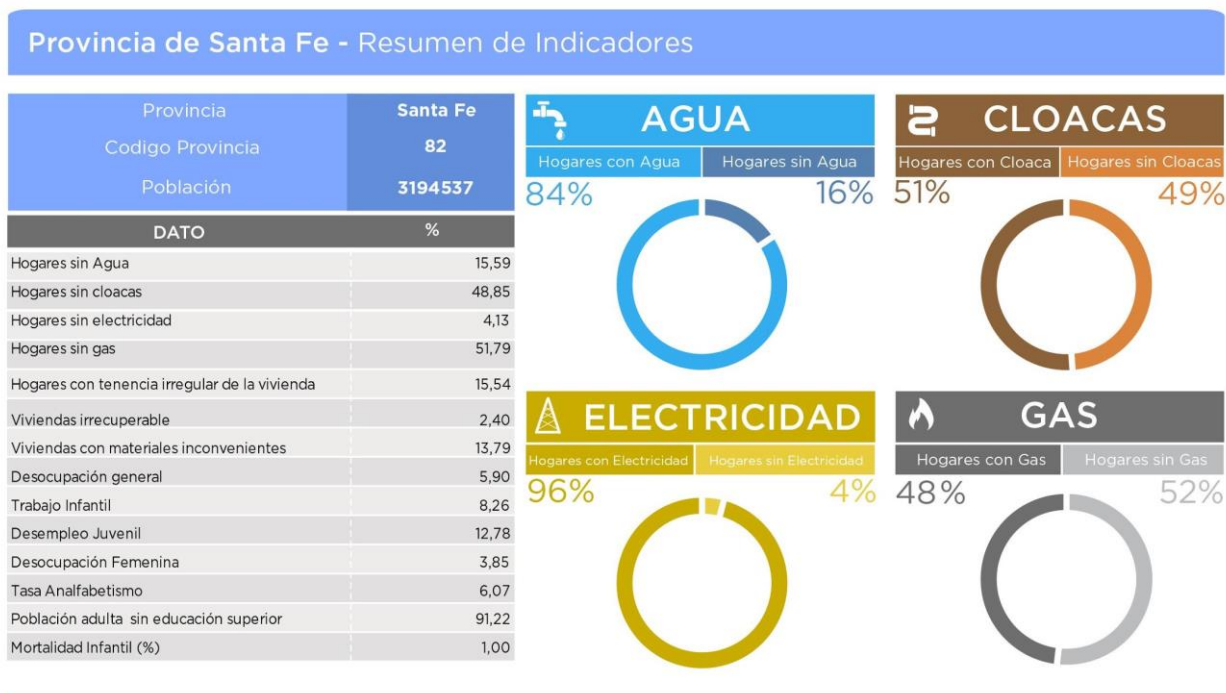 Provincia de Santa Fe - Resumen de Indicadores
Provincia Santa Fe
Codigo Provincia 82
Población 3194537
DATO %
Hogares sin Agua 15,59
Hogares sin cloacas 48,85
Hogares sin electricidad 4,13
Hogares sin gas 51,79
Hogares con tenencia irregular de la vivienda 15,54
Viviendas irrecuperable 2,40
Viviendas con materiales inconvenientes 13,79
Desocupación general 5,90
Trabajo Infantil 8,26
Desempleo Juvenil 12,78
Desocupación Femenina 3,85
Tasa Analfabetismo 6,07
Población adulta sin educación superior 91,22
Mortalidad Infantil (%) 1,00
AGUA
Hogares con Agua Hogares sin Agua
84% 16%
CLOACAS
Hogares con Cloaca Hogares sin Cloacas
51% 49%
ELECTRICIDAD
Hogares con Electricidad Hogares sin Electricidad
96% 4%
GAS
Hogares con Gas Hogares sin Gas
48% 52%